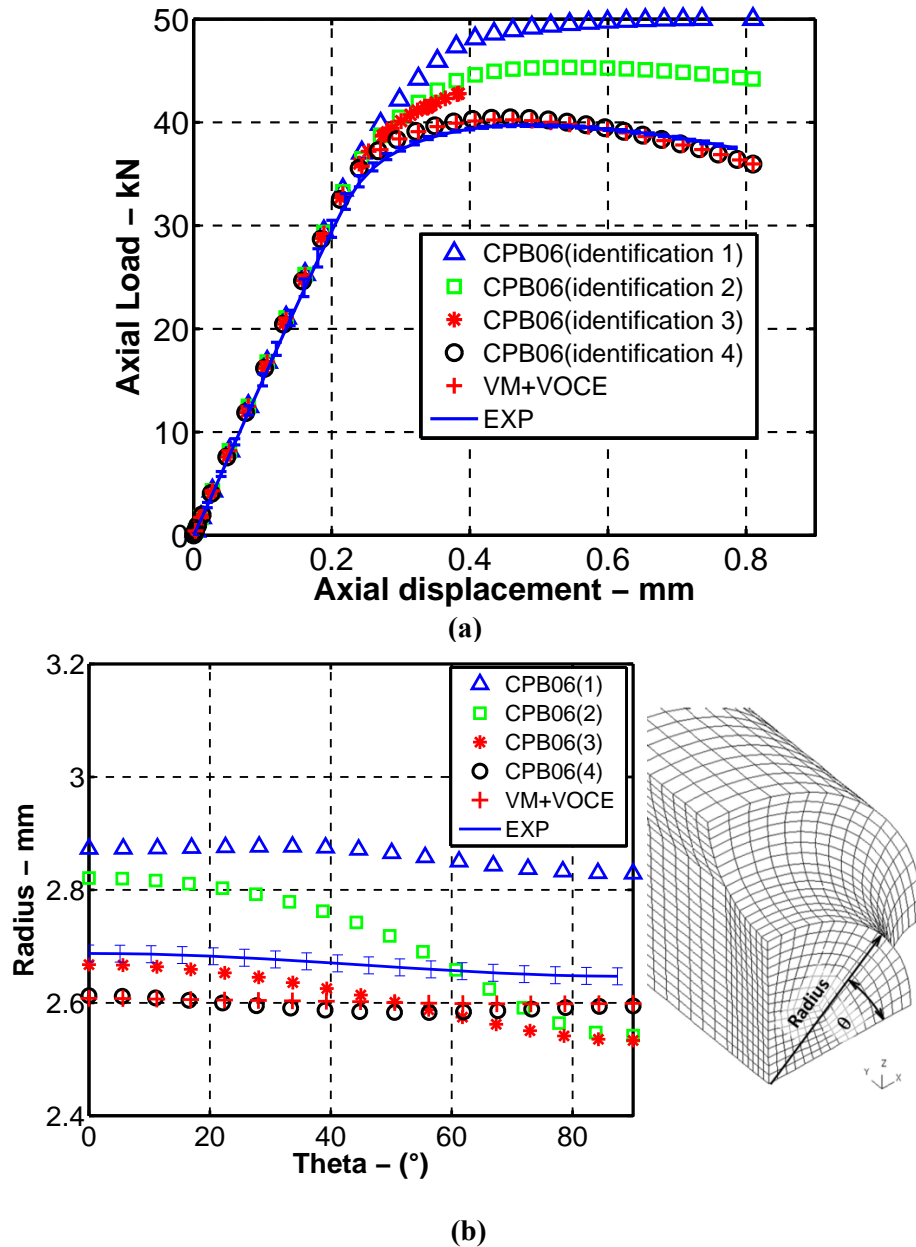 50
40
30
20
10
0
Axial Load – kN
CPB06(identification 1)
CPB06(identification 2)
CPB06(identification 3)
CPB06(identification 4)
VM+VOCE
EXP
0 0.2 0.4 0.6 0.8
Axial displacement – mm
(a)
3.2
3
2.8
2.6
2.4
Radius – mm
CPB06(1)
CPB06(2)
CPB06(3)
CPB06(4)
VM+VOCE
EXP
0 20 40 60 80
Theta – (°)
Radius
θ
Z
Y X
(b)